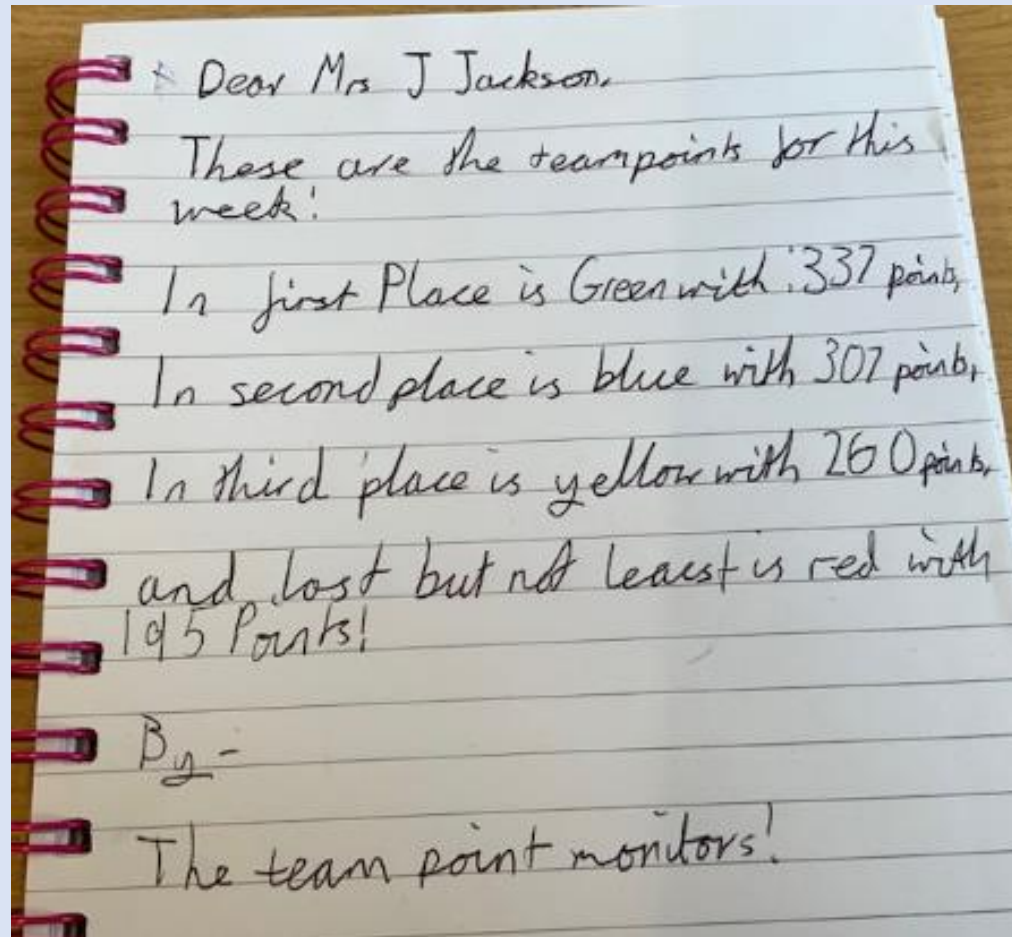 Dear Mrs J Jackson.
These are the teampoints for this
week!
In first Place is Green with :337 points,
In second place is blue with 307 points,
In third place is yellow with 260 points,
and last but not leaest is red with
195 Points!
By -
The team point monitors!